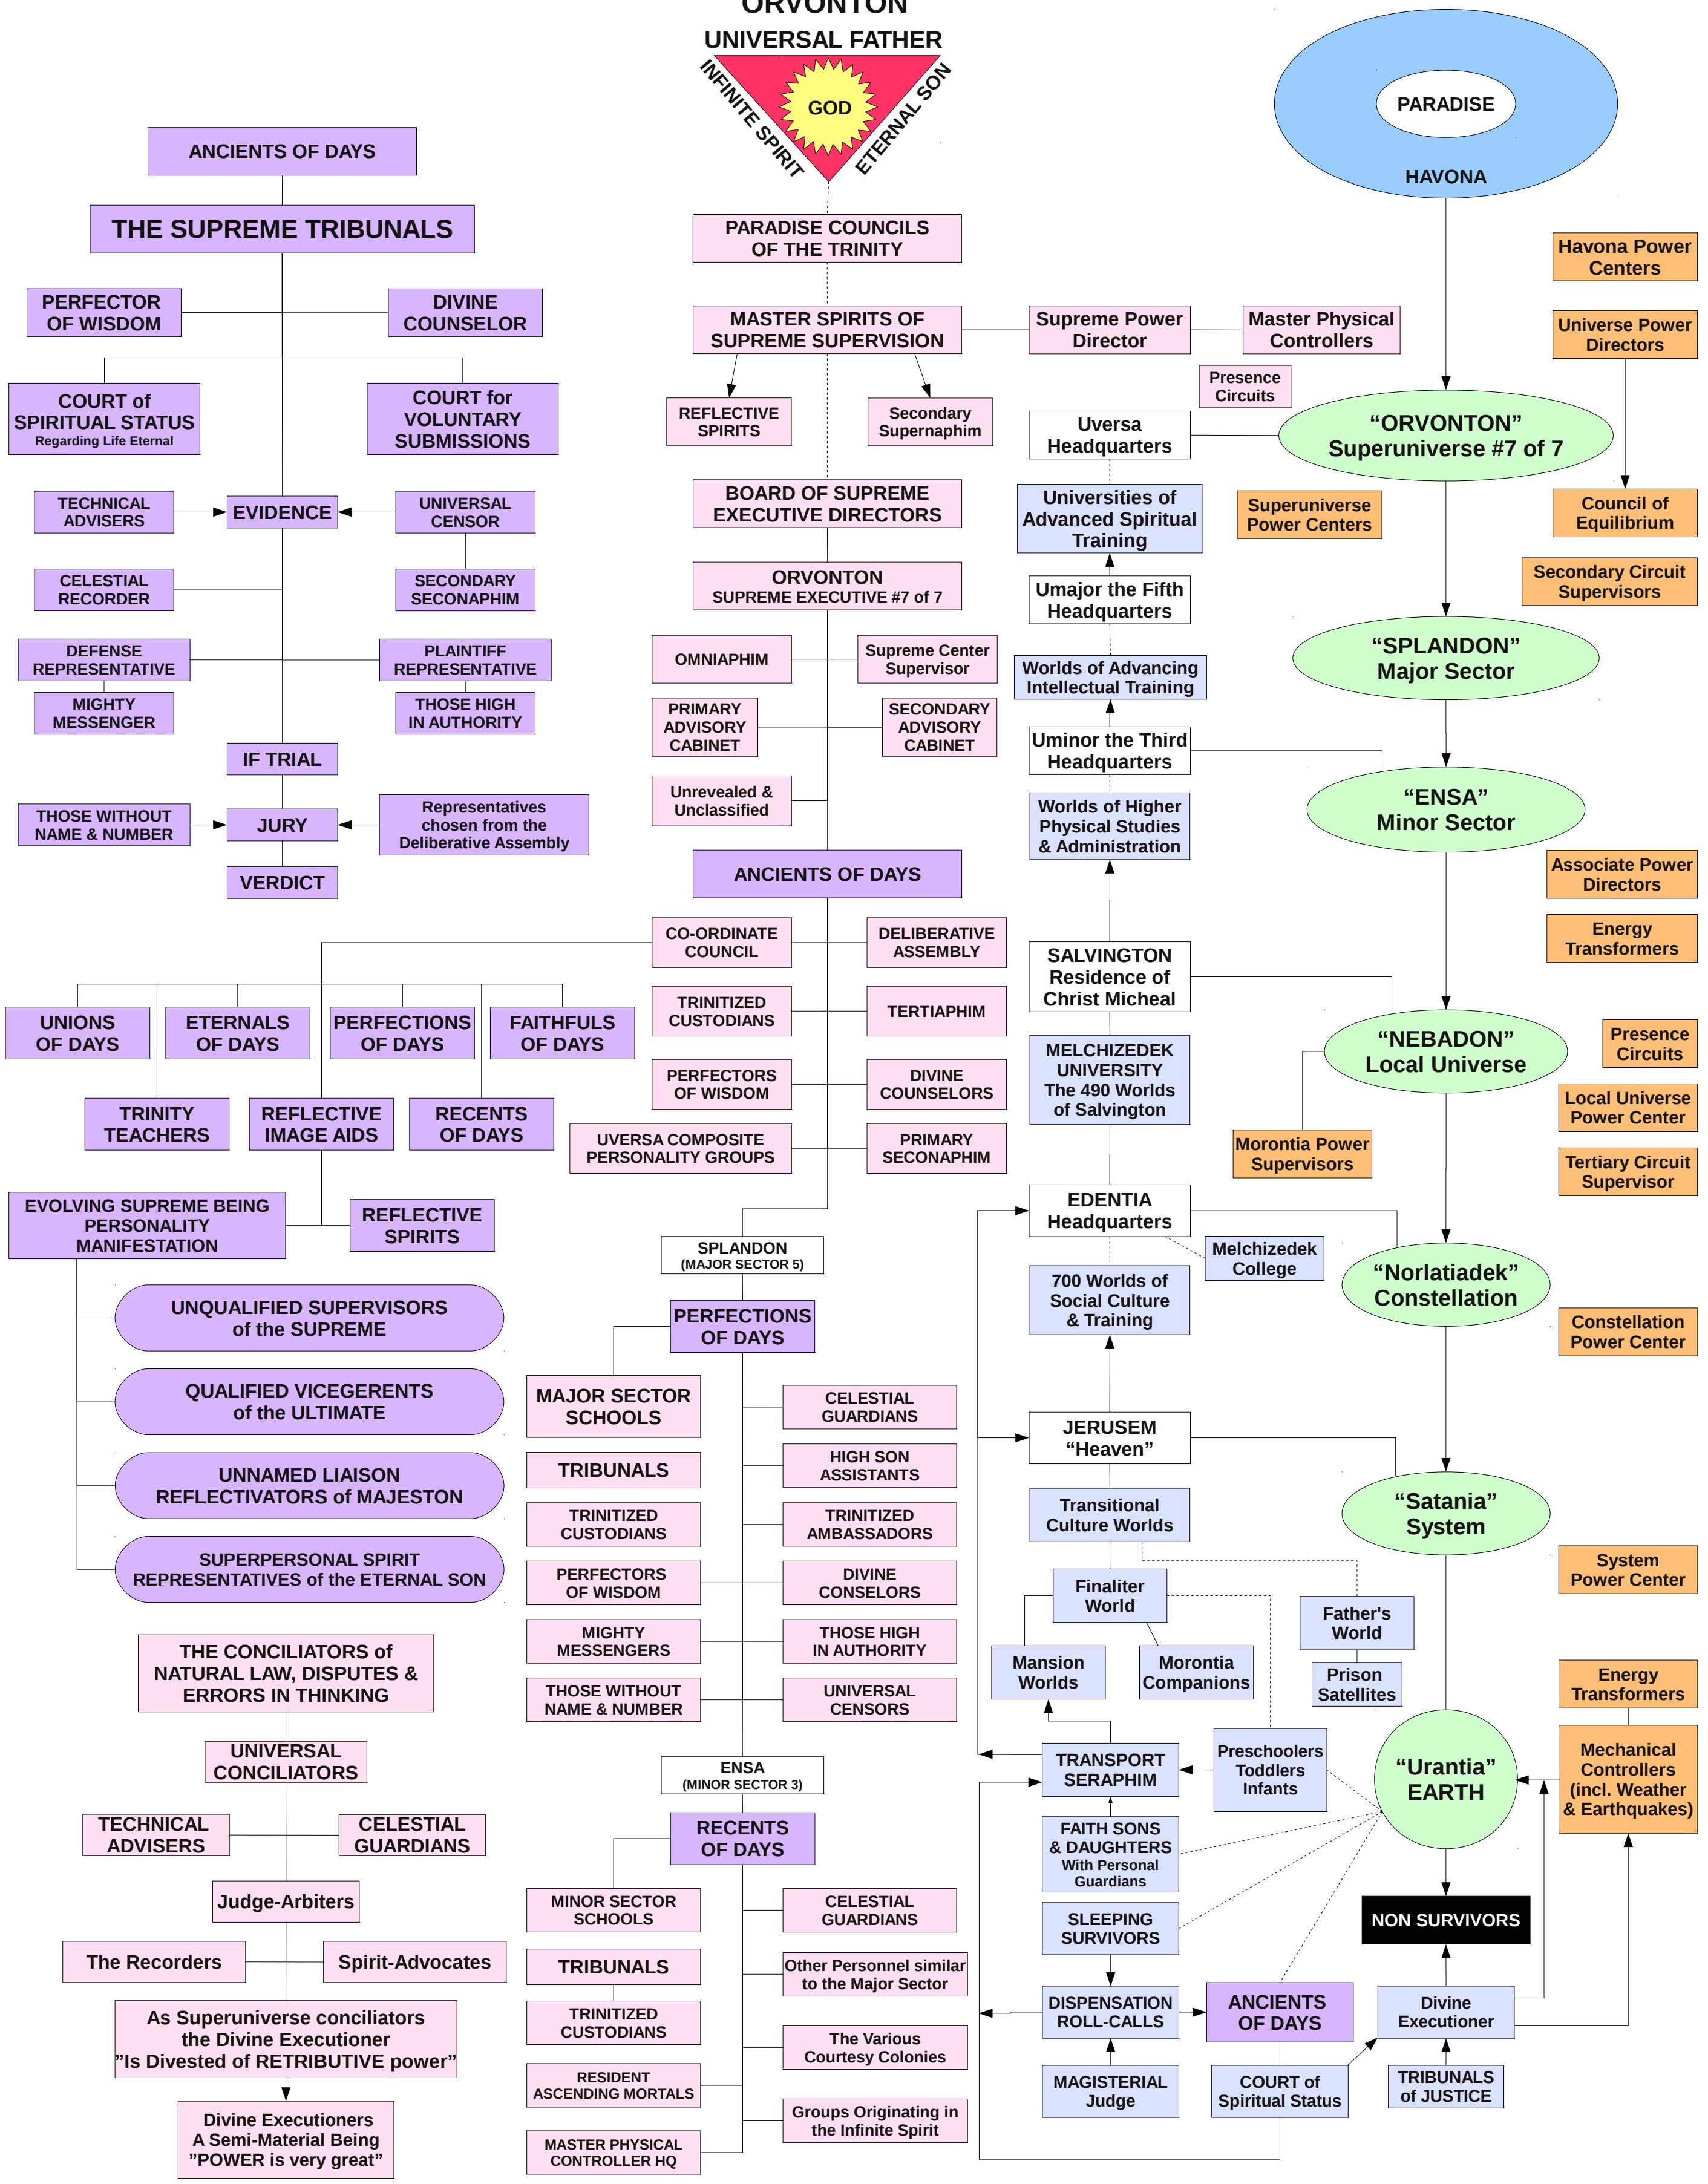 ORVONTON
UNIVERSAL FATHER
INFINITE SPIRIT
ETERNAL SON
GOD
PARADISE
HAVONA
ANCIENTS OF DAYS
THE SUPREME TRIBUNALS
PERFECTOR
OF WISDOM
DIVINE
COUNSELOR
COURT of
SPIRITUAL STATUS
Regarding Life Eternal
COURT for
VOLUNTARY
SUBMISSIONS
TECHNICAL
ADVISERS
EVIDENCE
UNIVERSAL
CENSOR
CELESTIAL
RECORDER
SECONDARY
SECONAPHIM
DEFENSE
REPRESENTATIVE
PLAINTIFF
REPRESENTATIVE
MIGHTY
MESSENGER
THOSE HIGH
IN AUTHORITY
IF TRIAL
THOSE WITHOUT
NAME & NUMBER
JURY
Representatives
chosen from the
Deliberative Assembly
VERDICT
UNIONS
OF DAYS
ETERNALS
OF DAYS
PERFECTIONS
OF DAYS
FAITHFULS
OF DAYS
TRINITY
TEACHERS
REFLECTIVE
IMAGE AIDS
RECENTS
OF DAYS
EVOLVING SUPREME BEING
PERSONALITY
MANIFESTATION
REFLECTIVE
SPIRITS
UNQUALIFIED SUPERVISORS
of the SUPREME
QUALIFIED VICEGERENTS
of the ULTIMATE
UNNAMED LIAISON
REFLECTIVATORS of MAJESTON
SUPERPERSONAL SPIRIT
REPRESENTATIVES of the ETERNAL SON
THE CONCILIATORS of
NATURAL LAW, DISPUTES &
ERRORS IN THINKING
UNIVERSAL
CONCILIATORS
TECHNICAL
ADVISERS
CELESTIAL
GUARDIANS
Judge-Arbiters
The Recorders
Spirit-Advocates
As Superuniverse conciliators
the Divine Executioner
”Is Divested of RETRIBUTIVE power”
Divine Executioners
A Semi-Material Being
”POWER is very great”
PARADISE COUNCILS
OF THE TRINITY
MASTER SPIRITS OF
SUPREME SUPERVISION
Supreme Power
Director
Master Physical
Controllers
REFLECTIVE
SPIRITS
Secondary
Supernaphim
BOARD OF SUPREME
EXECUTIVE DIRECTORS
ORVONTON
SUPREME EXECUTIVE #7 of 7
OMNIAPHIM
Supreme Center
Supervisor
PRIMARY
ADVISORY
CABINET
SECONDARY
ADVISORY
CABINET
Unrevealed &
Unclassified
ANCIENTS OF DAYS
CO-ORDINATE
COUNCIL
DELIBERATIVE
ASSEMBLY
TRINITIZED
CUSTODIANS
TERTIAPHIM
PERFECTORS
OF WISDOM
DIVINE
COUNSELORS
UVERSA COMPOSITE
PERSONALITY GROUPS
PRIMARY
SECONAPHIM
SPLANDON
(MAJOR SECTOR 5)
PERFECTIONS
OF DAYS
MAJOR SECTOR
SCHOOLS
CELESTIAL
GUARDIANS
TRIBUNALS
HIGH SON
ASSISTANTS
TRINITIZED
CUSTODIANS
TRINITIZED
AMBASSADORS
PERFECTORS
OF WISDOM
DIVINE
CONSELORS
MIGHTY
MESSENGERS
THOSE HIGH
IN AUTHORITY
THOSE WITHOUT
NAME & NUMBER
UNIVERSAL
CENSORS
ENSA
(MINOR SECTOR 3)
RECENTS
OF DAYS
MINOR SECTOR
SCHOOLS
CELESTIAL
GUARDIANS
TRIBUNALS
Other Personnel similar
to the Major Sector
TRINITIZED
CUSTODIANS
The Various
Courtesy Colonies
RESIDENT
ASCENDING MORTALS
Groups Originating in
the Infinite Spirit
MASTER PHYSICAL
CONTROLLER HQ
Presence
Circuits
Uversa
Headquarters
Universities of
Advanced Spiritual
Training
Umajor the Fifth
Headquarters
Worlds of Advancing
Intellectual Training
Uminor the Third
Headquarters
Worlds of Higher
Physical Studies
& Administration
SALVINGTON
Residence of
Christ Micheal
MELCHIZEDEK
UNIVERSITY
The 490 Worlds
of Salvington
EDENTIA
Headquarters
Melchizedek
College
700 Worlds of
Social Culture
& Training
JERUSEM
“Heaven”
Transitional
Culture Worlds
Finaliter
World
Father's
World
Mansion
Worlds
Morontia
Companions
Prison
Satellites
TRANSPORT
SERAPHIM
Preschoolers
Toddlers
Infants
FAITH SONS
& DAUGHTERS
With Personal
Guardians
SLEEPING
SURVIVORS
DISPENSATION
ROLL-CALLS
ANCIENTS
OF DAYS
Divine
Executioner
MAGISTERIAL
Judge
COURT of
Spiritual Status
TRIBUNALS
of JUSTICE
Havona Power
Centers
Universe Power
Directors
“ORVONTON”
Superuniverse #7 of 7
Superuniverse
Power Centers
Council of
Equilibrium
Secondary Circuit
Supervisors
“SPLANDON”
Major Sector
“ENSA”
Minor Sector
Associate Power
Directors
Energy
Transformers
“NEBADON”
Local Universe
Presence
Circuits
Local Universe
Power Center
Morontia Power
Supervisors
Tertiary Circuit
Supervisor
“Norlatiadek”
Constellation
Constellation
Power Center
“Satania”
System
System
Power Center
Energy
Transformers
“Urantia”
EARTH
Mechanical
Controllers
(incl. Weather
& Earthquakes)
NON SURVIVORS